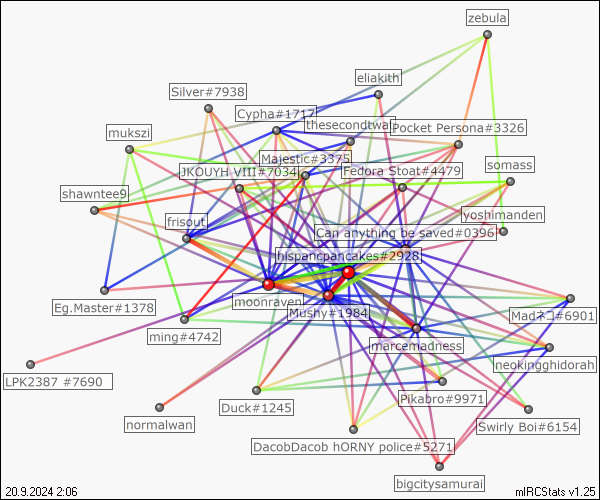 zebula
eliakith
Silver#7938
Cypha#1717
thesecondtwai
Pocket Persona#3326
mukszi
Majestic#3375
JKOUYH VIII#7034
Fedora Stoat#4479
somass
shawntee9
frisout
yoshimanden
Can anything be saved#0396
hispancpancakes#2928
moonraven
Mushy#1984
Eg.Master#1378
Madネコ#6901
ming#4742
marcemadness
neokingghidorah
LPK2387 #7690
Pikabro#9971
Duck#1245
normalwan
Swirly Boi#6154
DacobDacob hORNY police#5271
bigcitysamurai
20.9.2024 2:06
mIRCStats v1.25